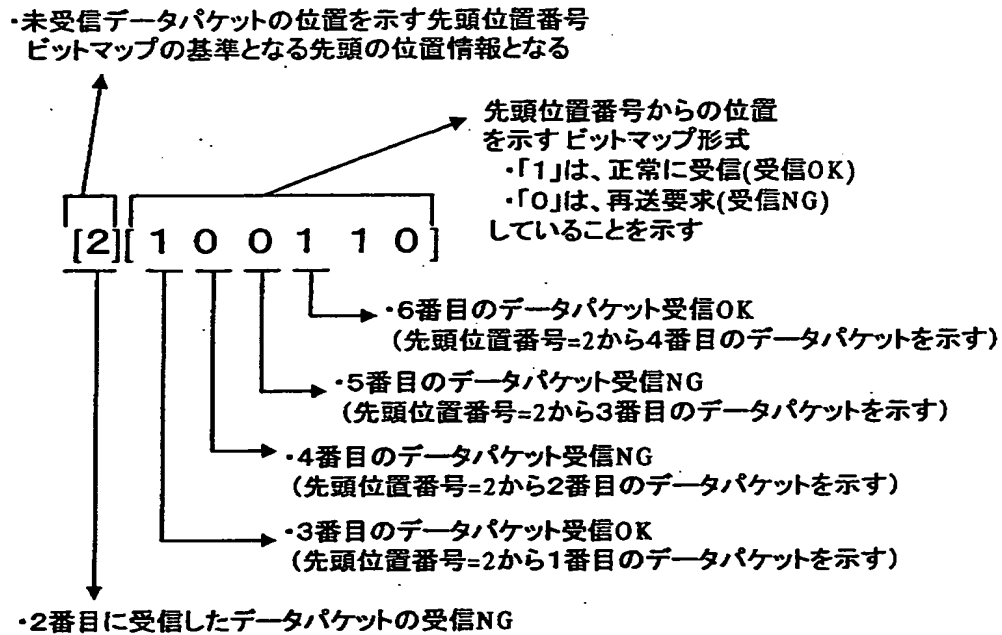 ・未受信データパケットの位置を示す先頭位置番号
ビットマップの基準となる先頭の位置情報となる
先頭位置番号からの位置
を示す ビットマップ形式
・「1」は、正常に受信(受信OK)
・「0」は、再送要求(受信NG)
していることを示す
[2][1 0 0 1 1 0]
・6番目のデータパケット受信OK
(先頭位置番号=2から4番目のデータパケットを示す)
・5番目のデータパケット受信NG
(先頭位置番号=2から3番目のデータパケットを示す)
・4番目のデータパケット受信NG
(先頭位置番号=2から2番目のデータパケットを示す)
・3番目のデータパケット受信OK
(先頭位置番号=2から1番目のデータパケットを示す)
・2番目に受信したデータパケットの受信NG